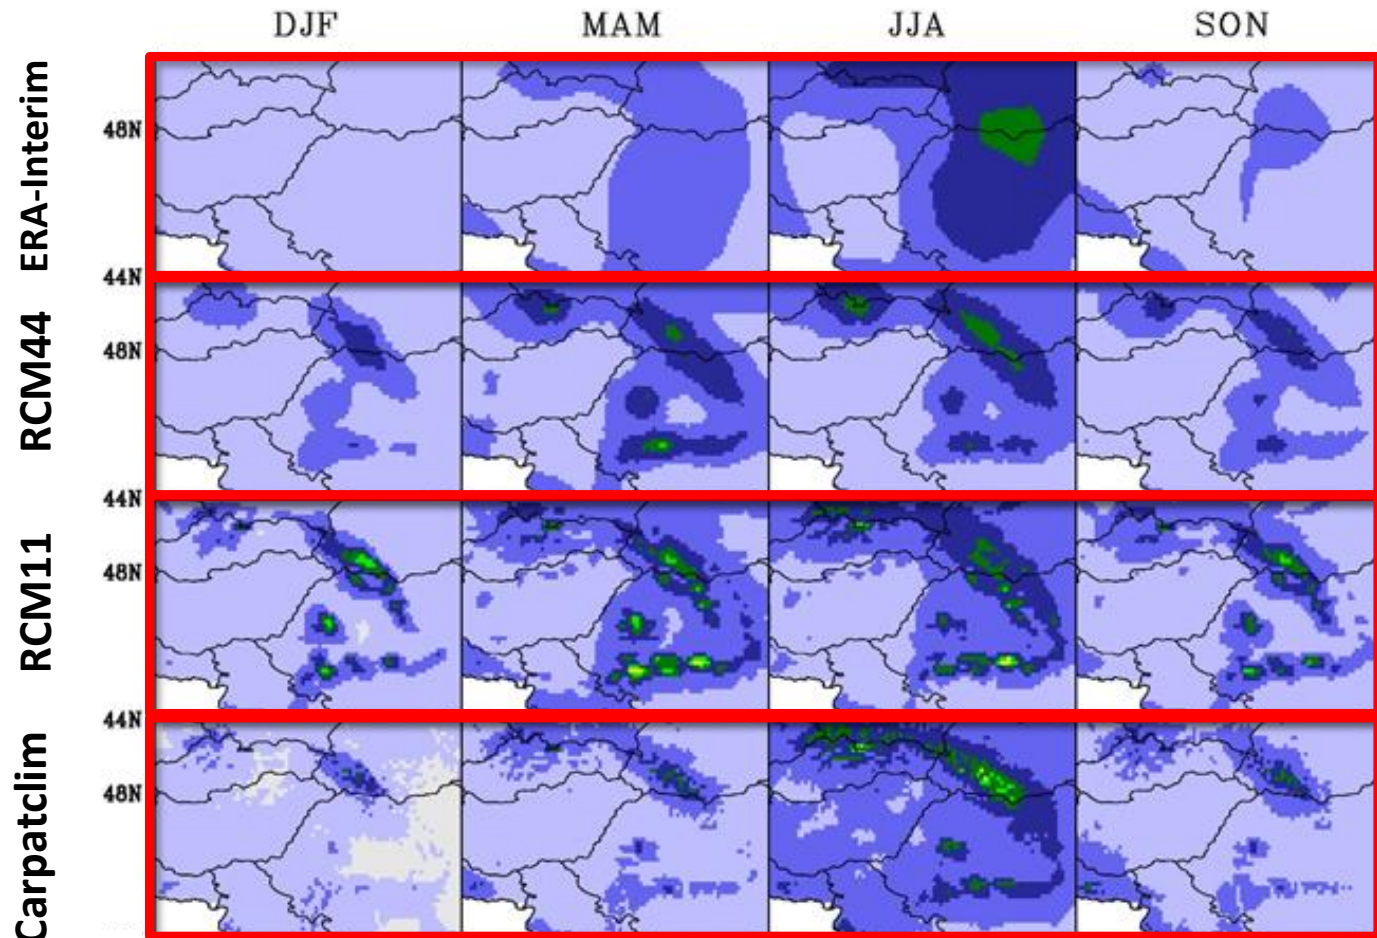 DJF MAM JJA SON
ERA-Interim
48N
44N
RCM44
48N
44N
RCM11
48N
44N
Carpatclim
48N